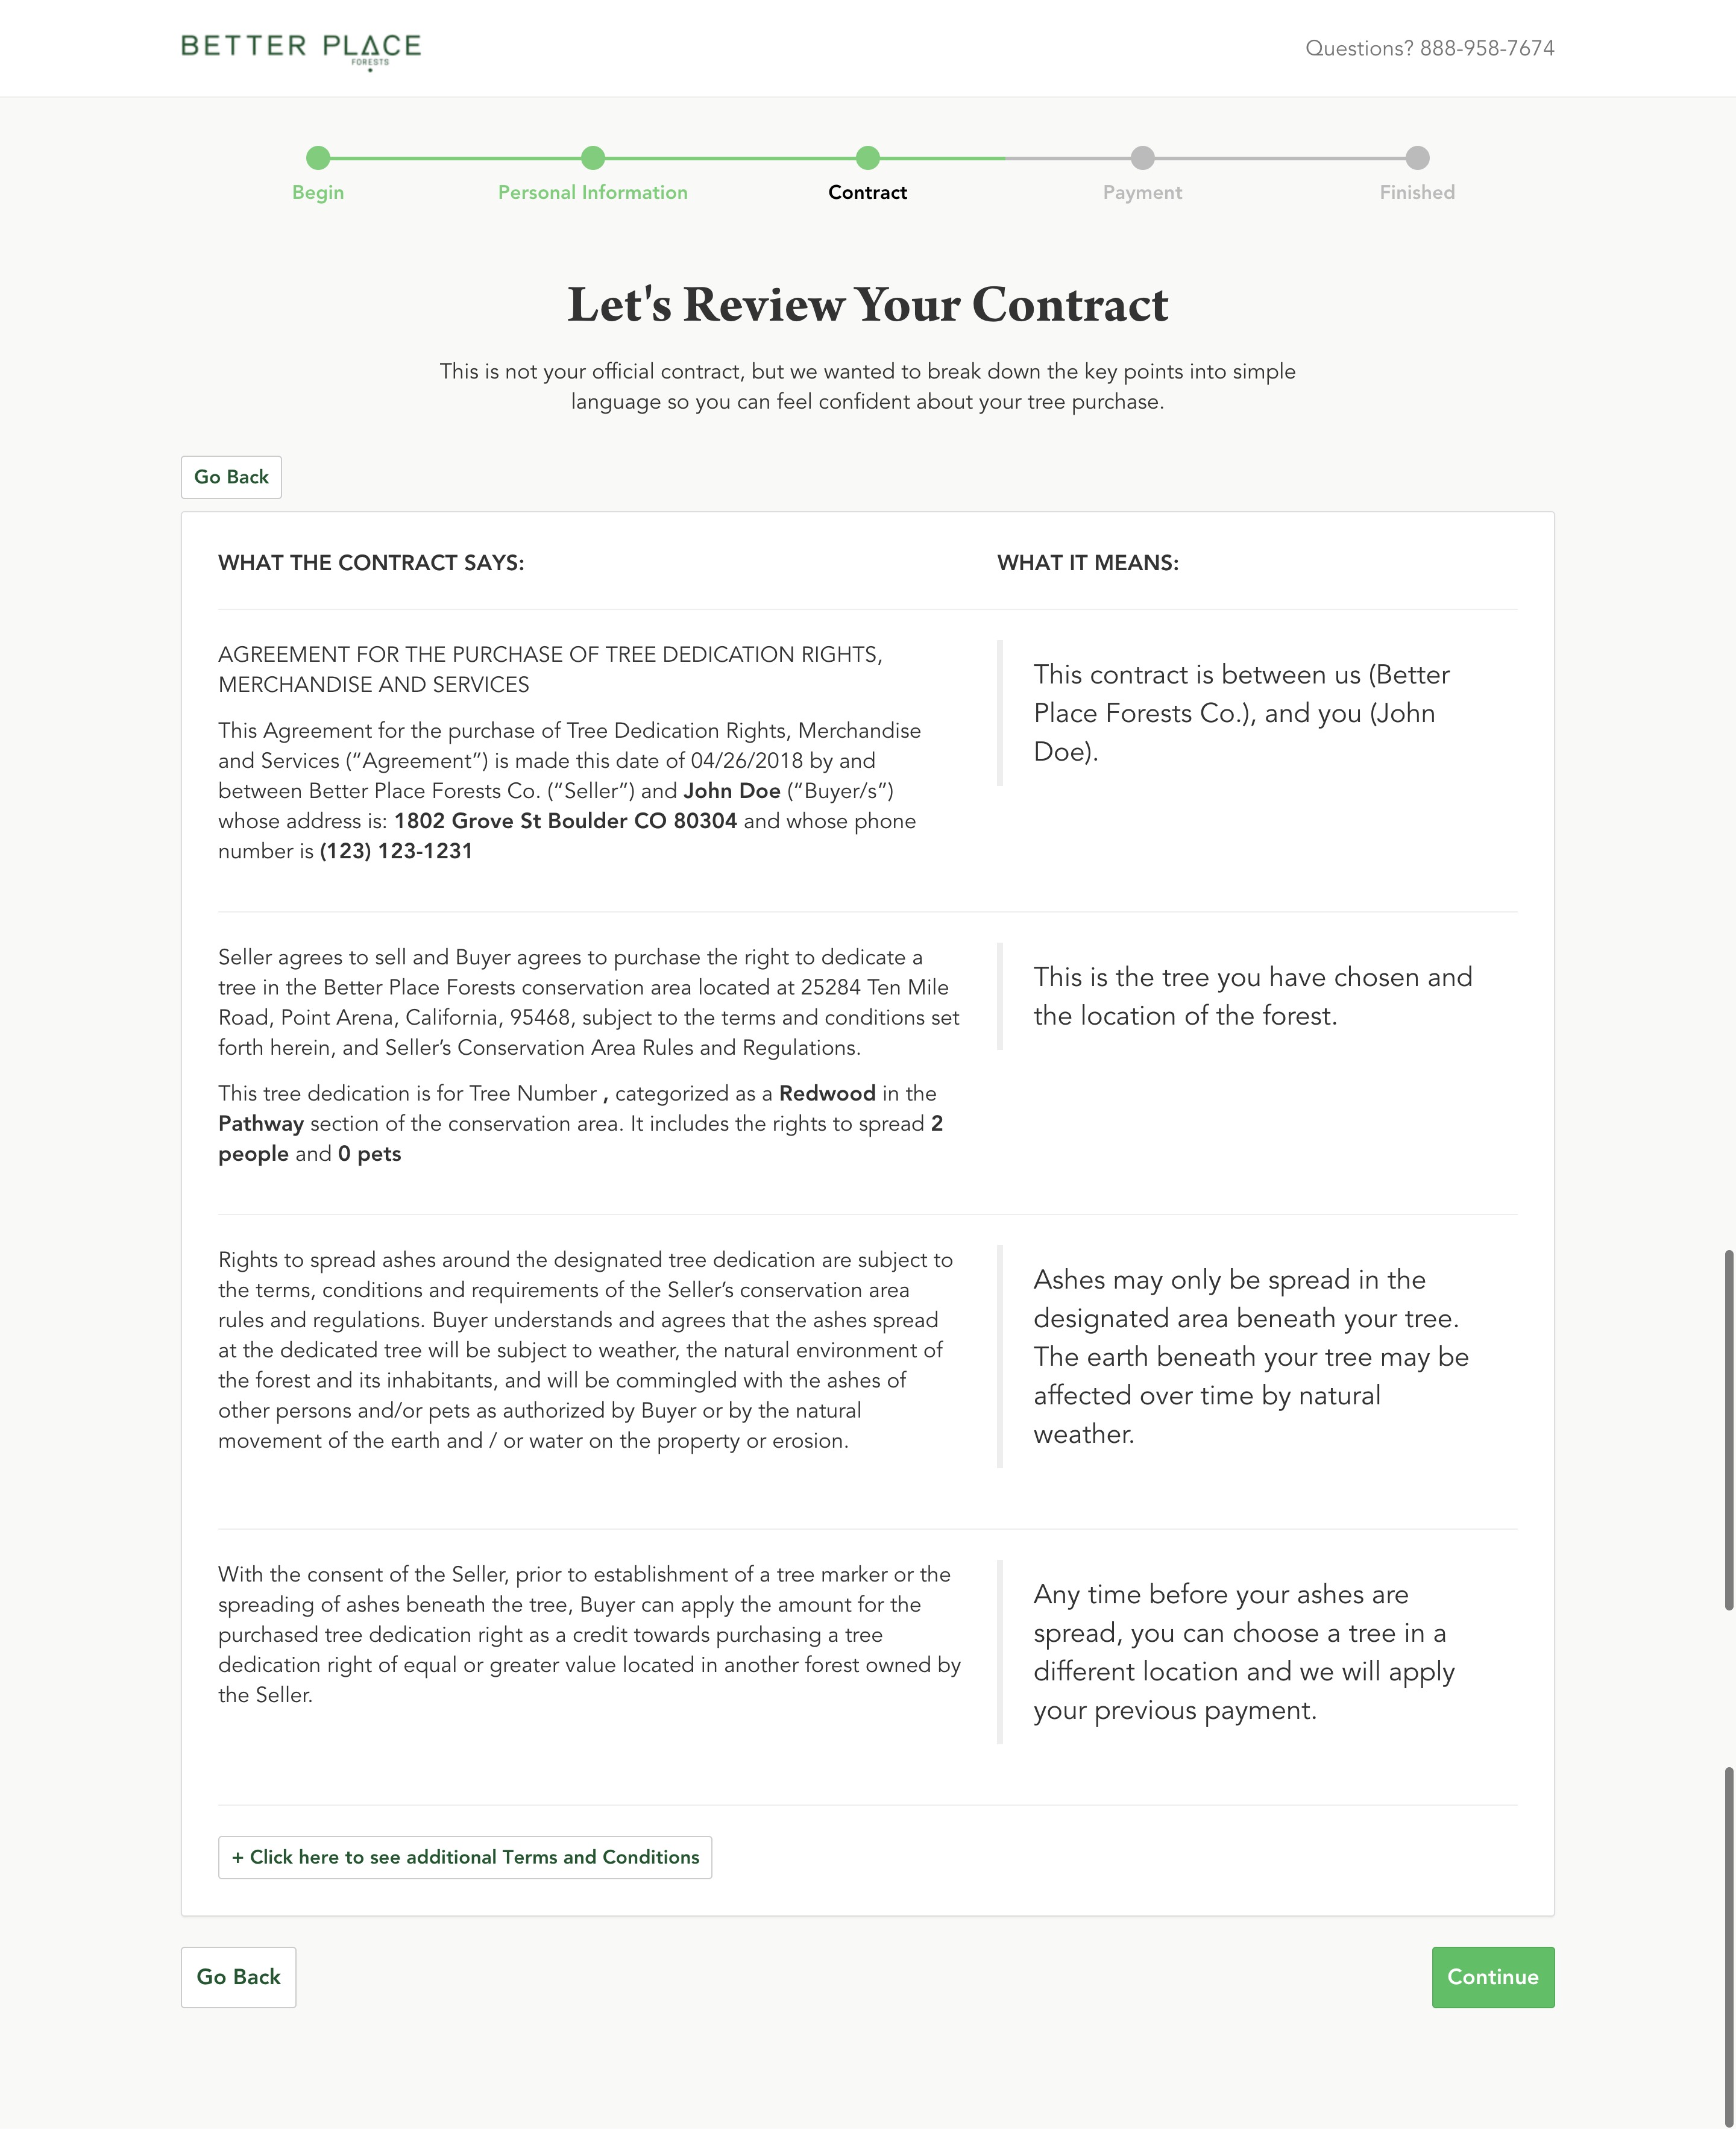 BETTER PLACE
FORESTS
Questions? 888-958-7674
Begin
Personal Information
Contract
Payment
Finished
Let's Review Your Contract
This is not your official contract, but we wanted to break down the key points into simple
language so you can feel confident about your tree purchase.
Go Back
WHAT THE CONTRACT SAYS:
WHAT IT MEANS:
AGREEMENT FOR THE PURCHASE OF TREE DEDICATION RIGHTS,
MERCHANDISE AND SERVICES
This Agreement for the purchase of Tree Dedication Rights, Merchandise
and Services (“Agreement”) is made this date of 04/26/2018 by and
between Better Place Forests Co. (“Seller”) and John Doe (“Buyer/s”)
whose address is: 1802 Grove St Boulder CO 80304 and whose phone
number is (123) 123-1231
This contract is between us (Better
Place Forests Co.), and you (John
Doe).
Seller agrees to sell and Buyer agrees to purchase the right to dedicate a
tree in the Better Place Forests conservation area located at 25284 Ten Mile
Road, Point Arena, California, 95468, subject to the terms and conditions set
forth herein, and Seller’s Conservation Area Rules and Regulations.
This tree dedication is for Tree Number , categorized as a Redwood in the
Pathway section of the conservation area. It includes the rights to spread 2
people and 0 pets
This is the tree you have chosen and
the location of the forest.
Rights to spread ashes around the designated tree dedication are subject to
the terms, conditions and requirements of the Seller’s conservation area
rules and regulations. Buyer understands and agrees that the ashes spread
at the dedicated tree will be subject to weather, the natural environment of
the forest and its inhabitants, and will be commingled with the ashes of
other persons and/or pets as authorized by Buyer or by the natural
movement of the earth and / or water on the property or erosion.
Ashes may only be spread in the
designated area beneath your tree.
The earth beneath your tree may be
affected over time by natural
weather.
With the consent of the Seller, prior to establishment of a tree marker or the
spreading of ashes beneath the tree, Buyer can apply the amount for the
purchased tree dedication right as a credit towards purchasing a tree
dedication right of equal or greater value located in another forest owned by
the Seller.
Any time before your ashes are
spread, you can choose a tree in a
different location and we will apply
your previous payment.
+ Click here to see additional Terms and Conditions
Go Back
Continue